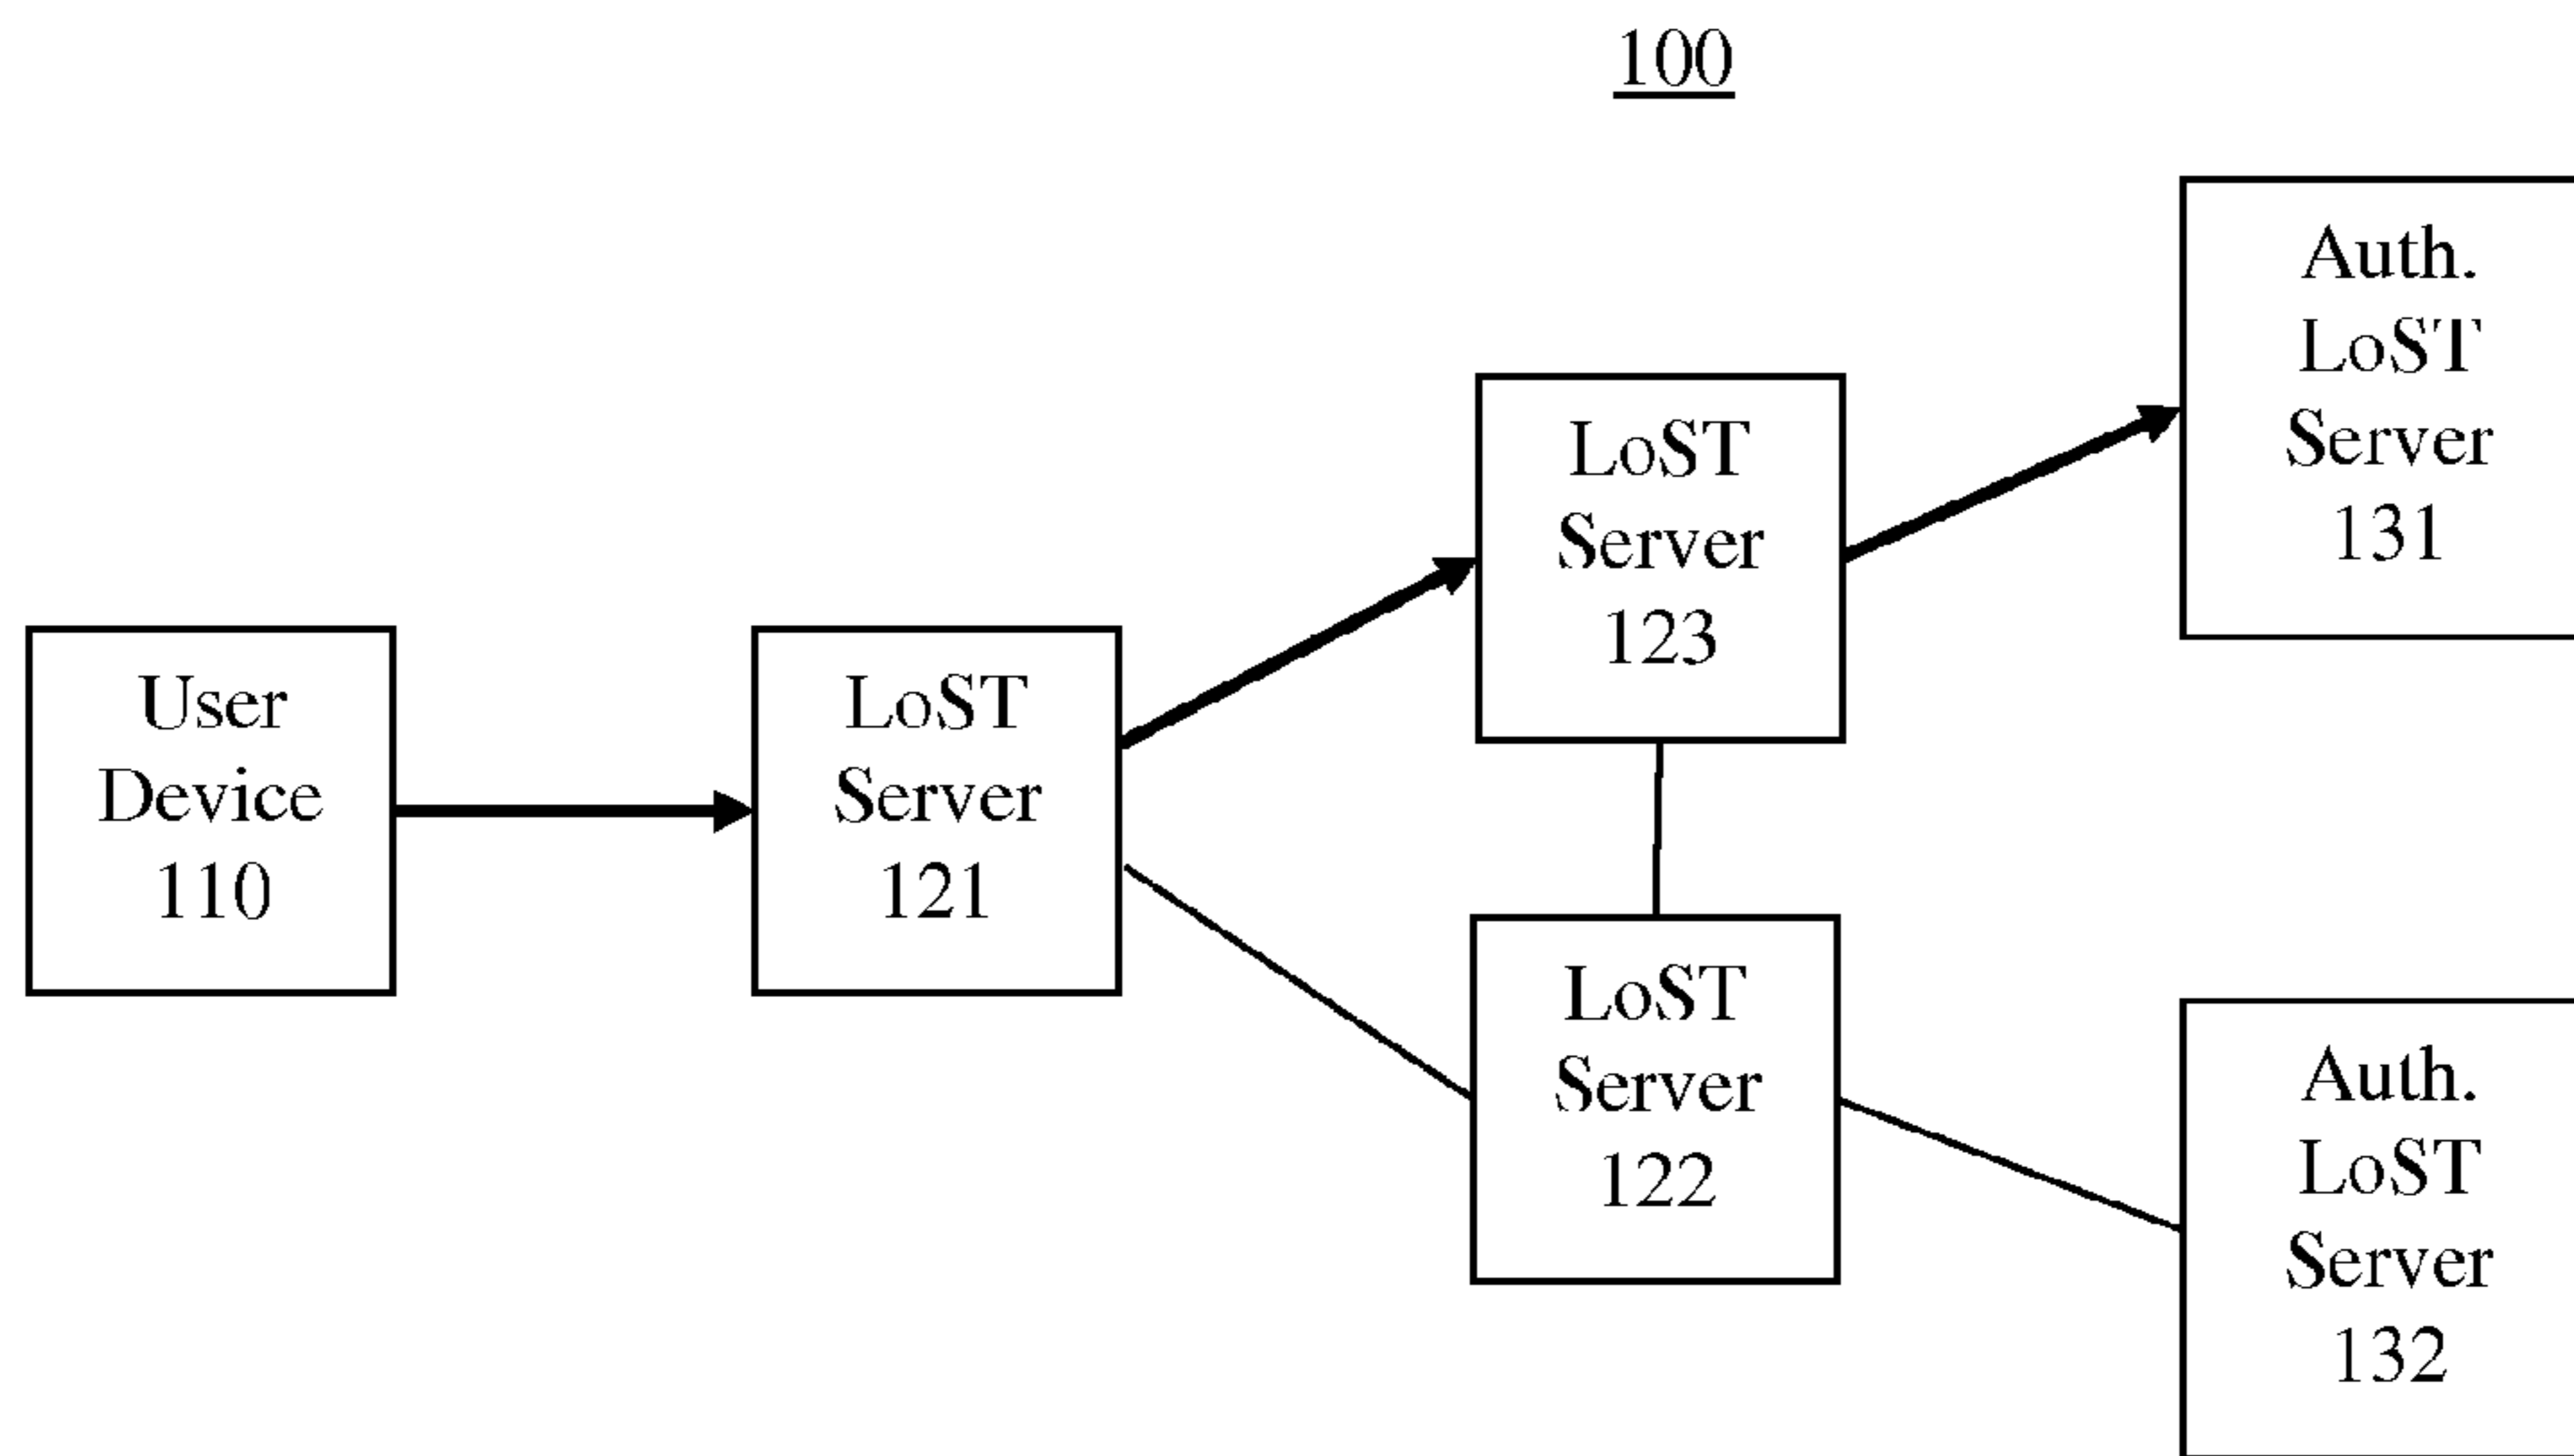 100
User
Device
110
LoST
Server
121
LoST
Server
123
LoST
Server
122
Auth.
LoST
Server
131
Auth.
LoST
Server
132